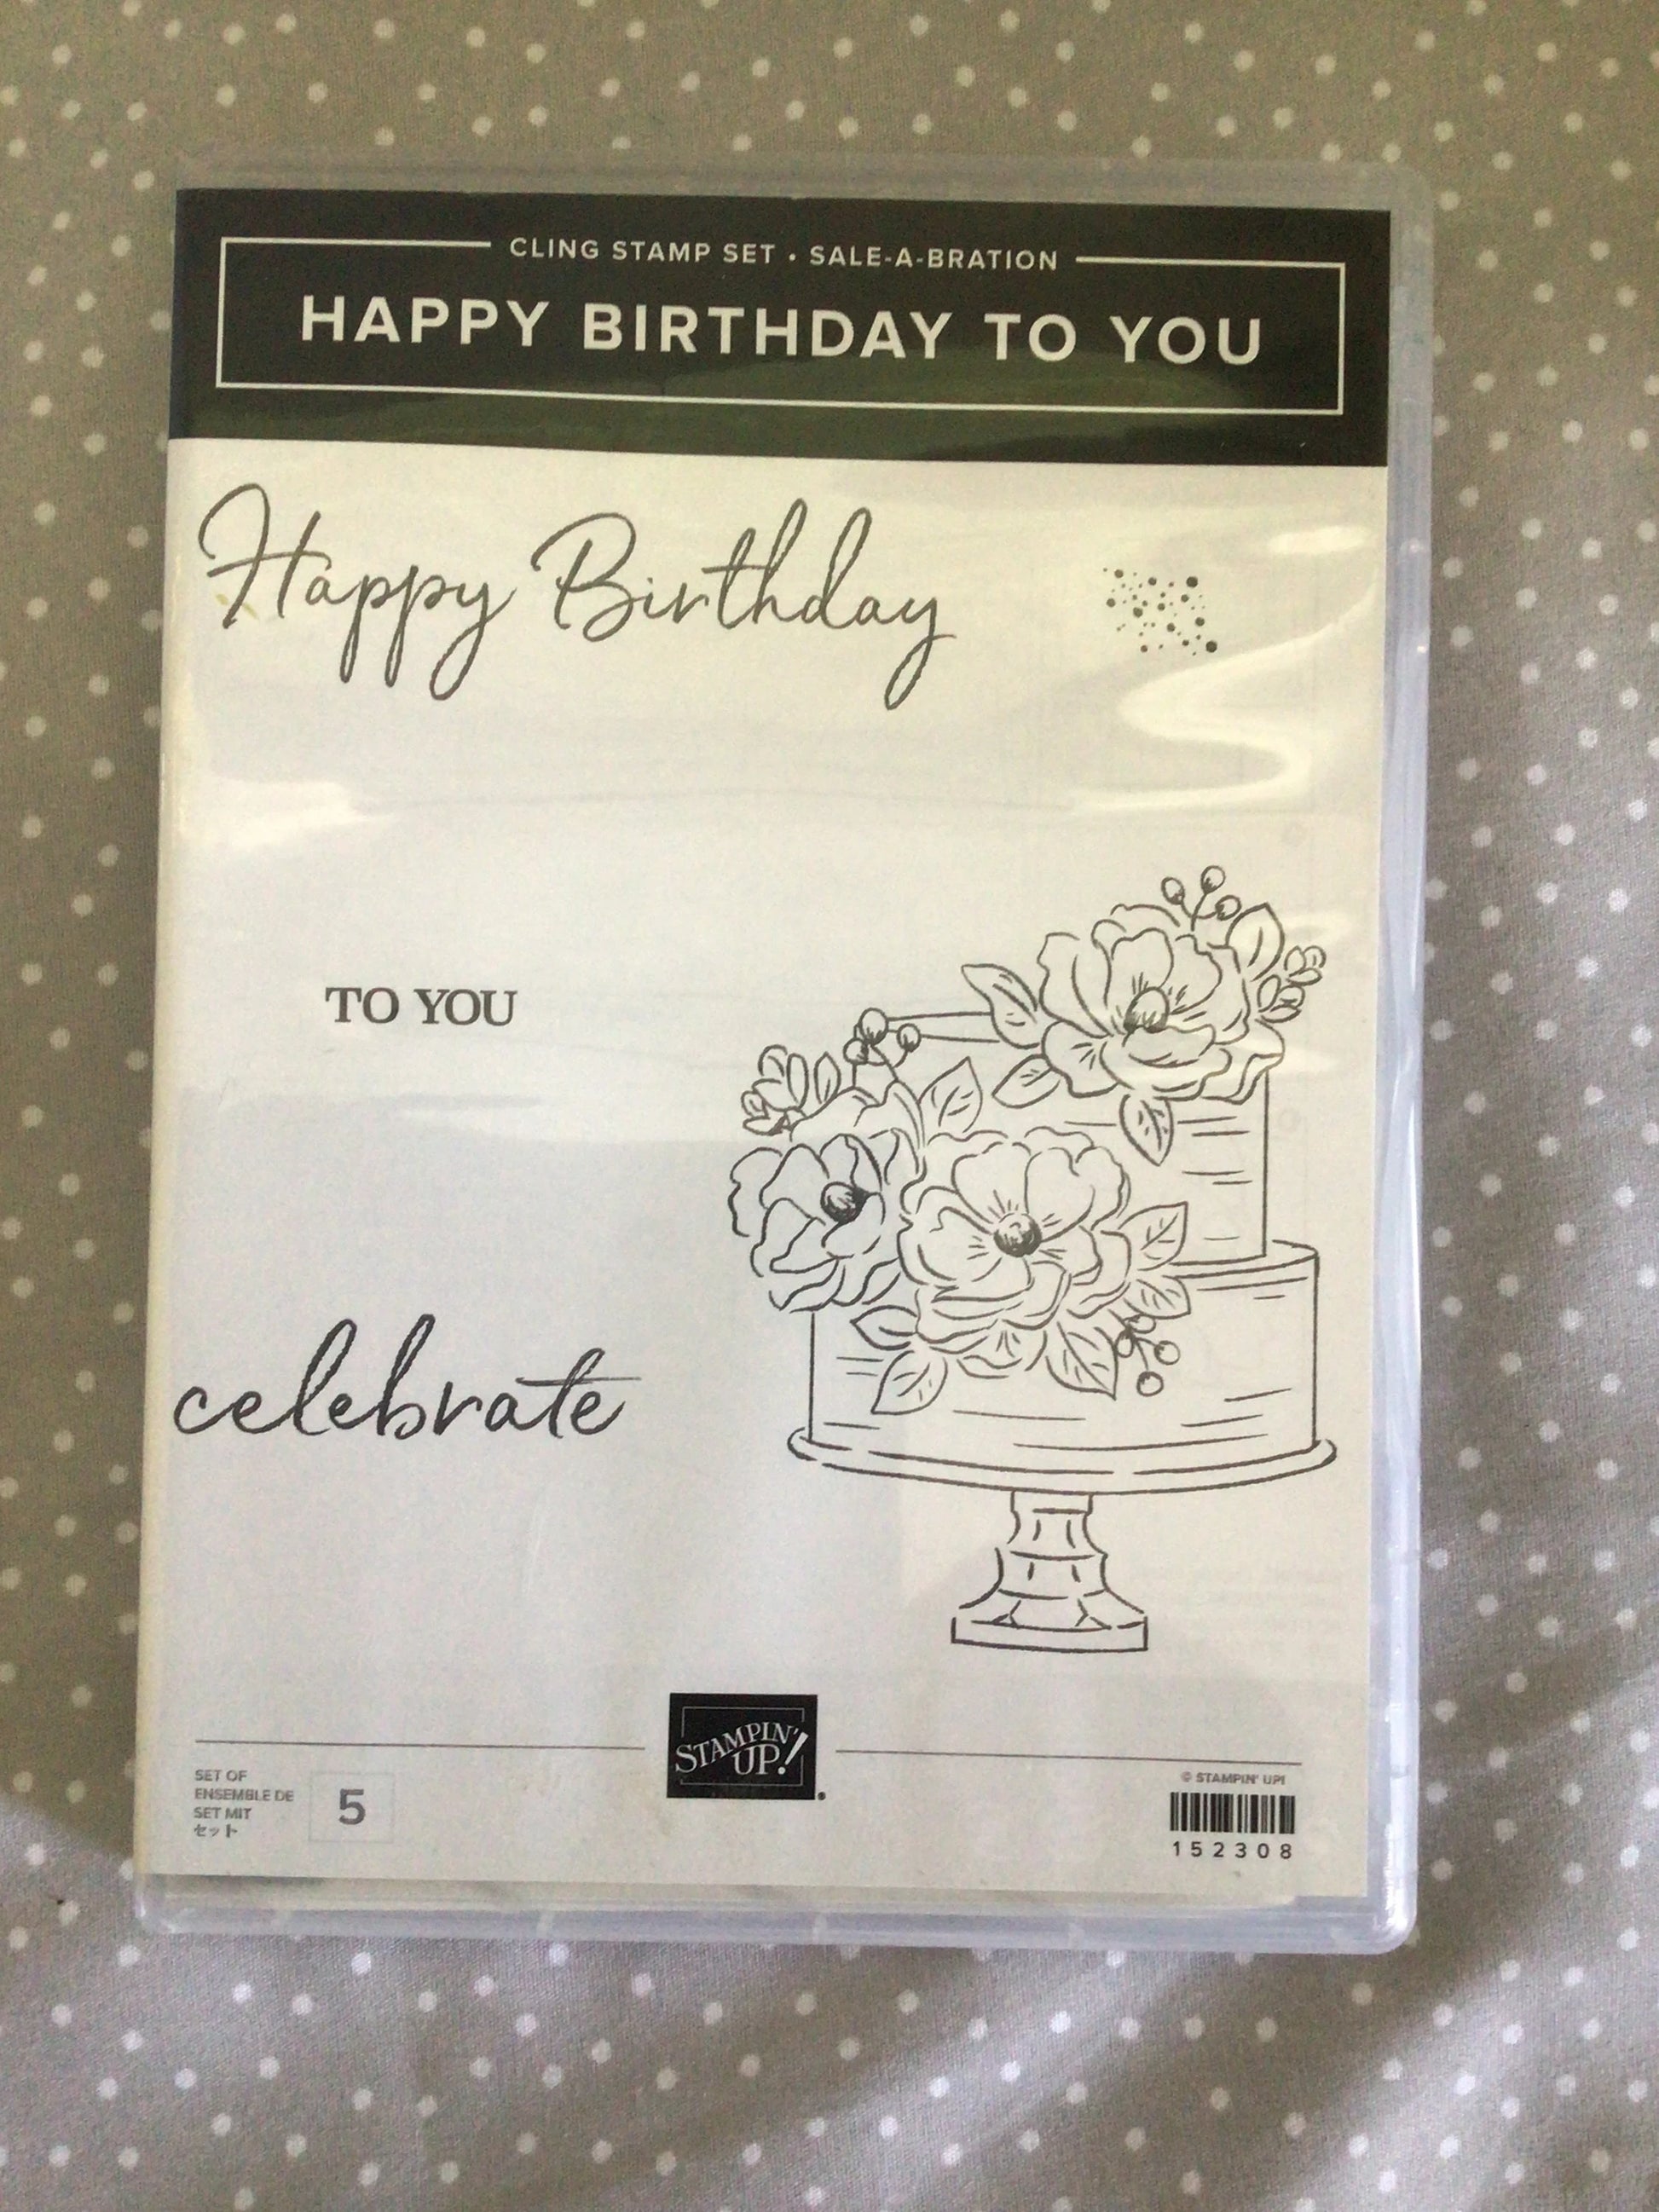 CLING STAMP SET • SALE-A-BRATION
HAPPY BIRTHDAY TO YOU
Happy Birthday
TO YOU
celebrate
STAMPIN'
UP!
SET OF
ENSEMBLE DE
SET MIT
セット
5
© STAMPIN' UP!
152308